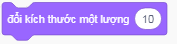 đổi kích thước một lượng 10